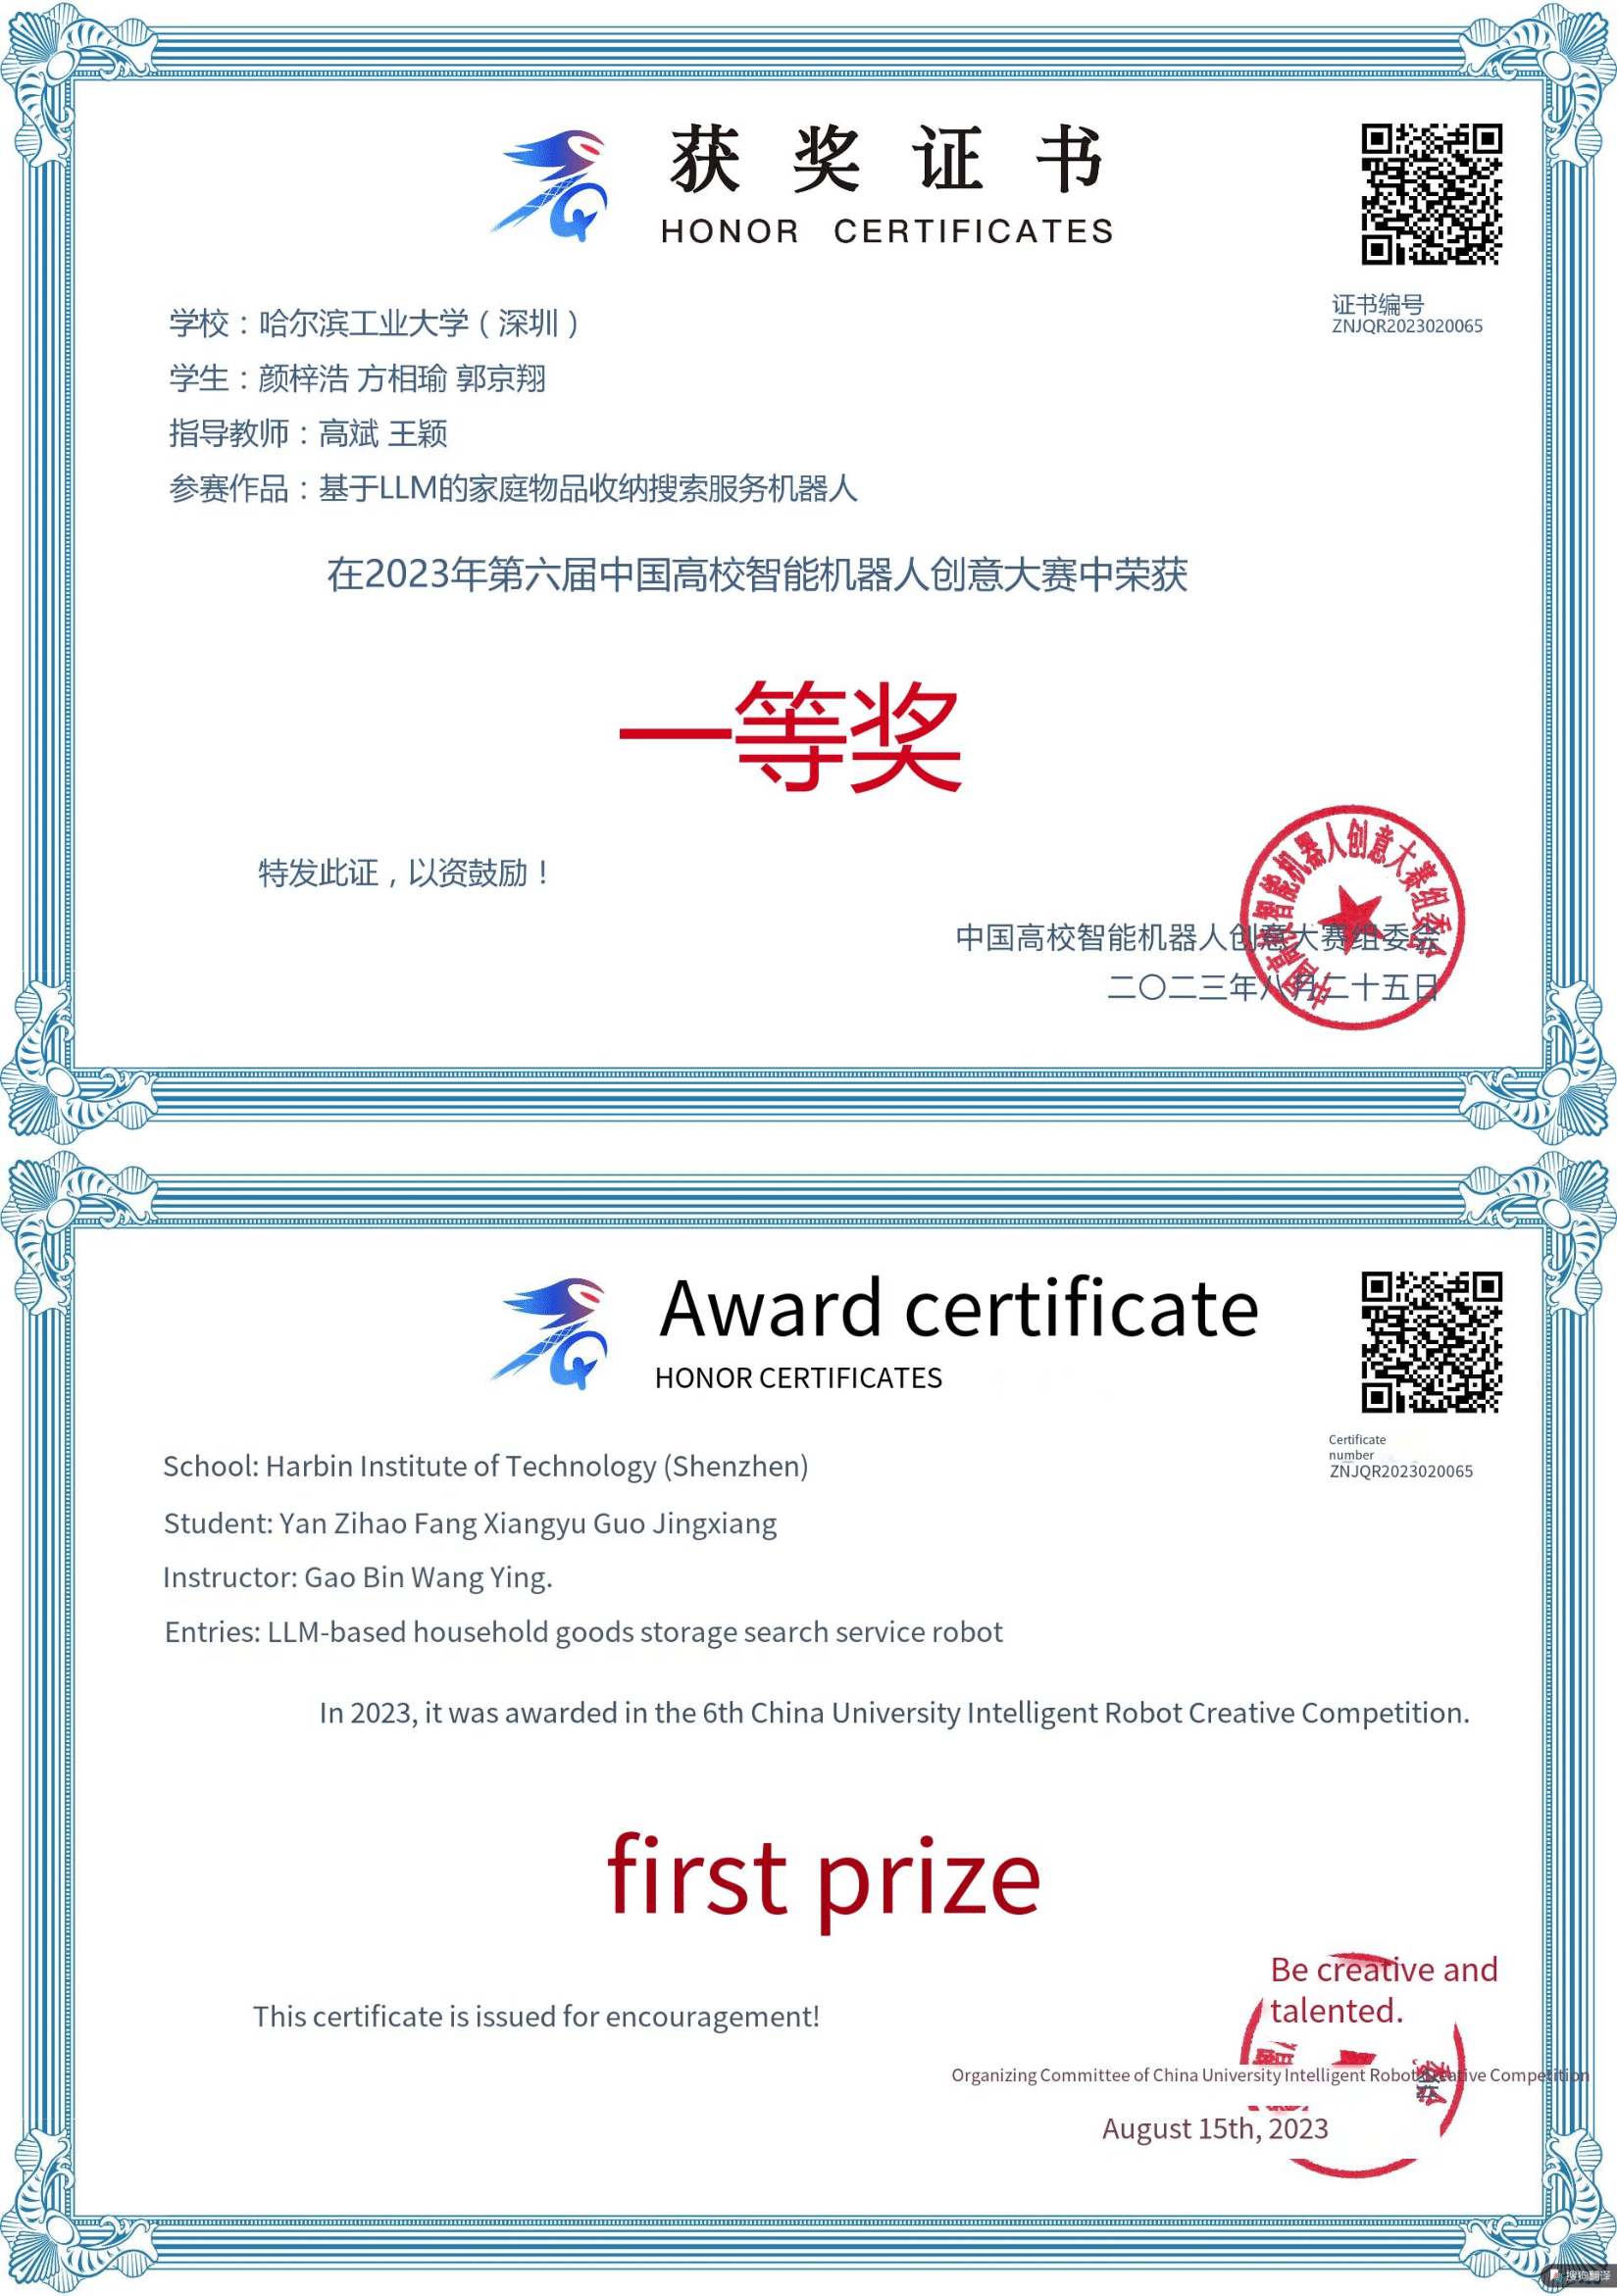 获奖证书
HONOR CERTIFICATES
证书编号
ZNJQR2023020065
学校：哈尔滨工业大学（深圳）
学生：颜梓浩 方相瑜 郭京翔
指导教师：高斌 王颖
参赛作品：基于LLM的家庭物品收纳搜索服务机器人
在2023年第六届中国高校智能机器人创意大赛中荣获
一等奖
特发此证，以资鼓励！
中国高校智能机器人创意大赛组委会
中国高校智能机器人创意大赛组委会
二〇二三年八月二十五日
Award certificate
HONOR CERTIFICATES
Certificate
number
ZNJQR2023020065
School: Harbin Institute of Technology (Shenzhen)
Student: Yan Zihao Fang Xiangyu Guo Jingxiang
Instructor: Gao Bin Wang Ying.
Entries: LLM-based household goods storage search service robot
In 2023, it was awarded in the 6th China University Intelligent Robot Creative Competition.
first prize
Be creative and
talented.
This certificate is issued for encouragement!
Organizing Committee of China University Intelligent Robot Creative Competition
August 15th, 2023
搜狗翻译